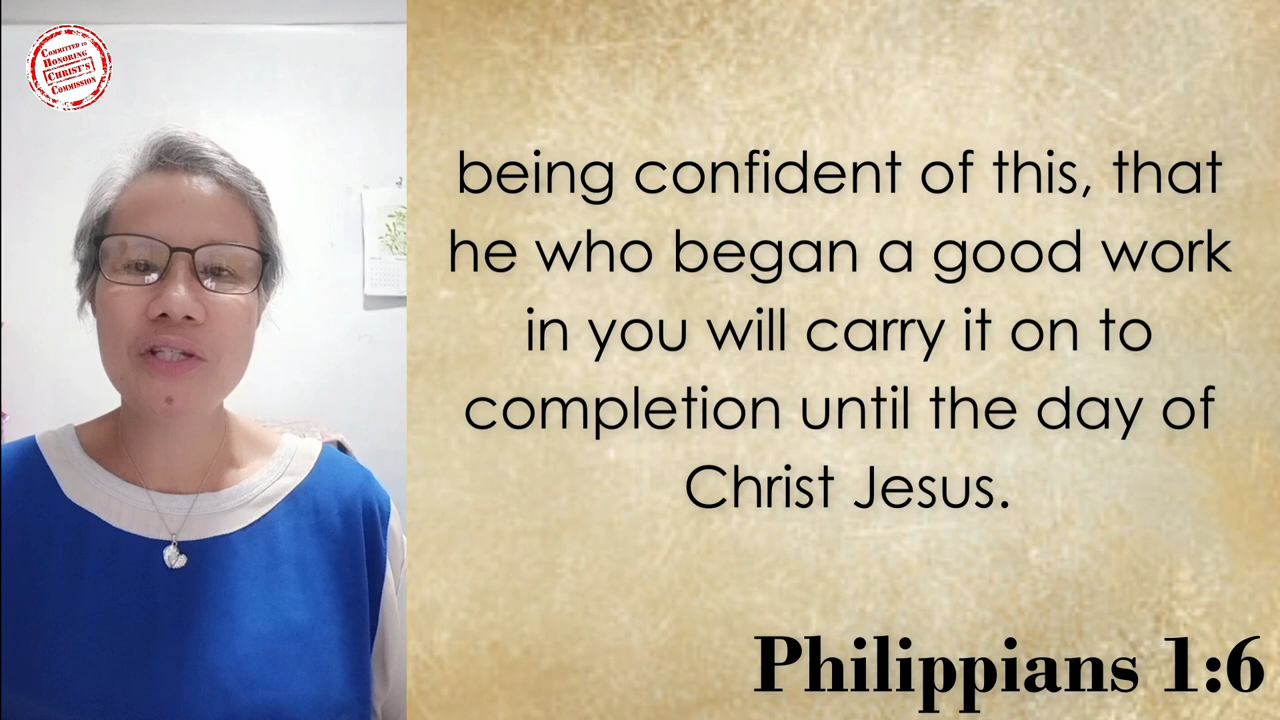 COMMITTED TO
HONORING
CHRIST'S
COMMISSION
being confident of this, that
he who began a good work
in you will carry it on to
completion until the day of
Christ Jesus.
Philippians 1:6